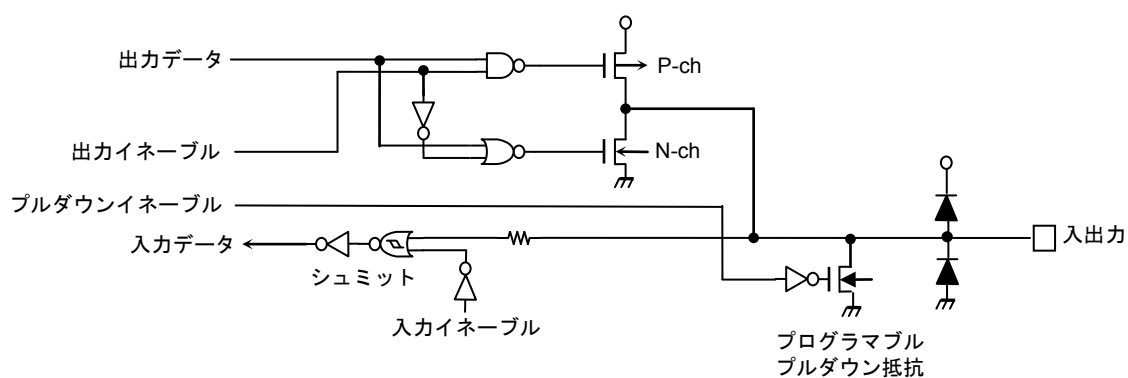 出力データ
P-ch
出力イネーブル
N-ch
プルダウンイネーブル
入力データ
シュミット
入出力
入力イネーブル
プログラマブル
プルダウン抵抗